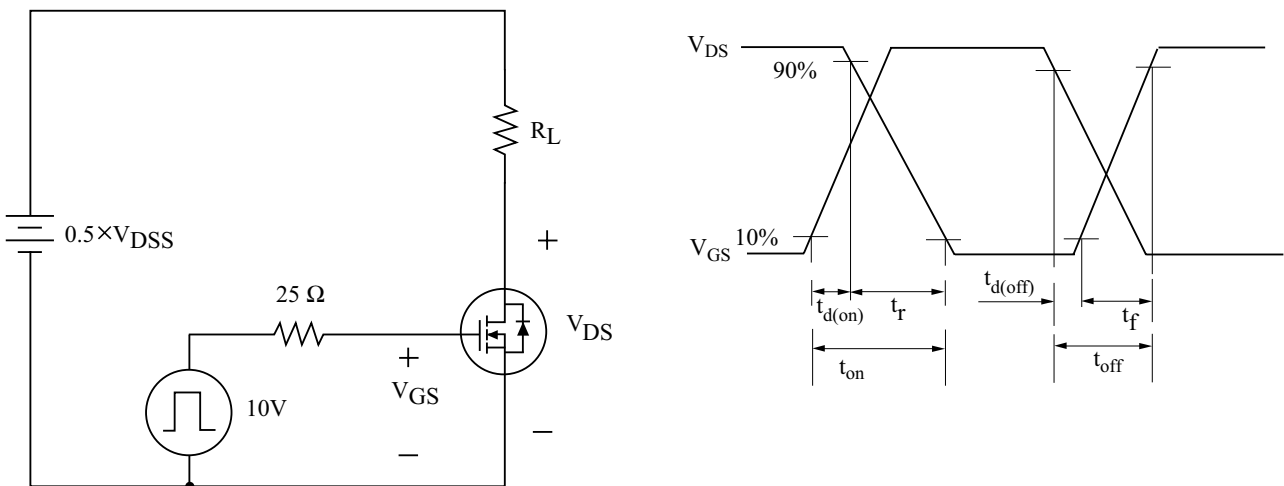 R_L
0.5×V_DSS
25 Ω
V_DS
V_GS
10V
V_DS
90%
10%
V_GS
t_d(on)
t_r
t_on
t_d(off)
t_f
t_off